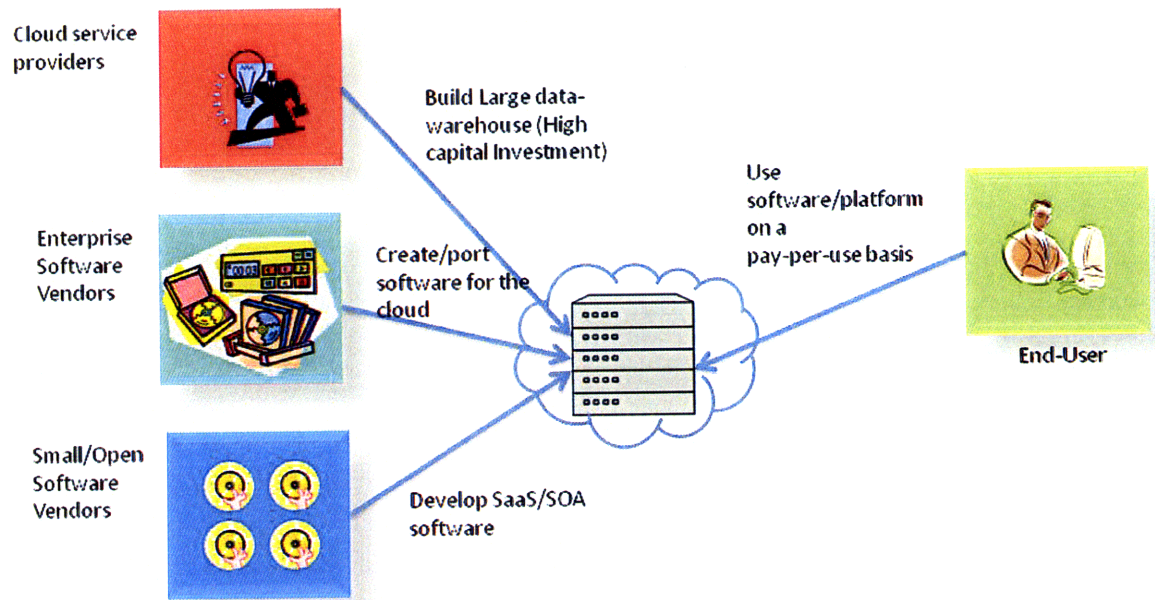 Cloud service
providers
Build Large data-
warehouse (High
capital Investment)
Use
software/platform
on a
pay-per-use basis
Enterprise
Software
Vendors
Create/port
software for the
cloud
End-User
Small/Open
Software
Vendors
Develop SaaS/SOA
software